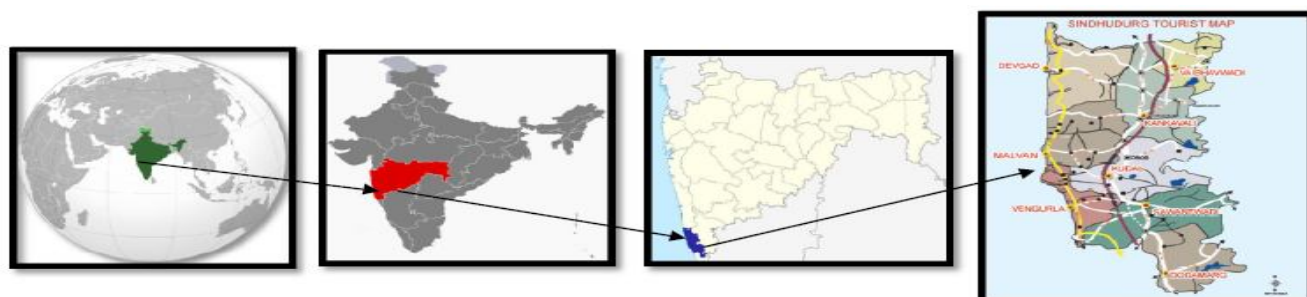 SINDHUDURG TOURIST MAP
DEVGAD
VAIBHAVWADI
KANKAVALI
MALVAN
KUDAL
VENGURLA
SAWANTWADI
DODAMARG